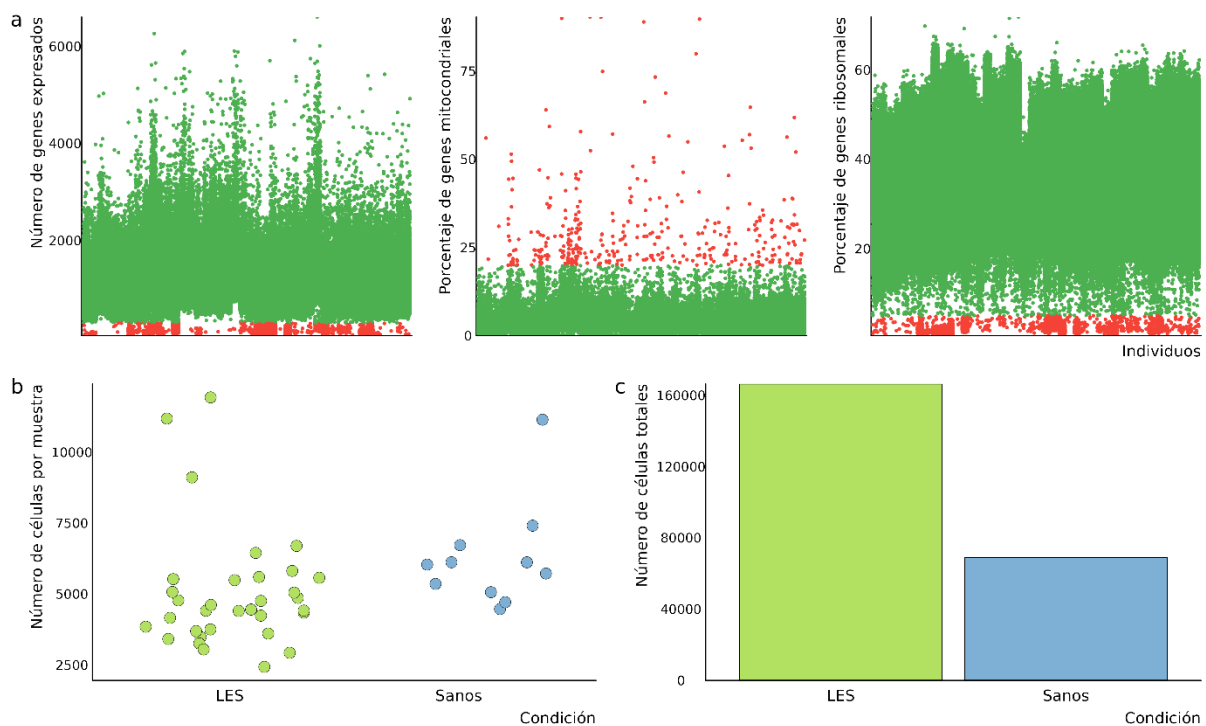 a
Número de genes expresados
6000
4000
2000
Porcentaje de genes mitocondriales
75
50
25
0
Porcentaje de genes ribosomales
60
40
20
Individuos
b
Número de células por muestra
10000
7500
5000
2500
LES
Sanos
Condición
c
Número de células totales
160000
120000
80000
40000
0
LES
Sanos
Condición